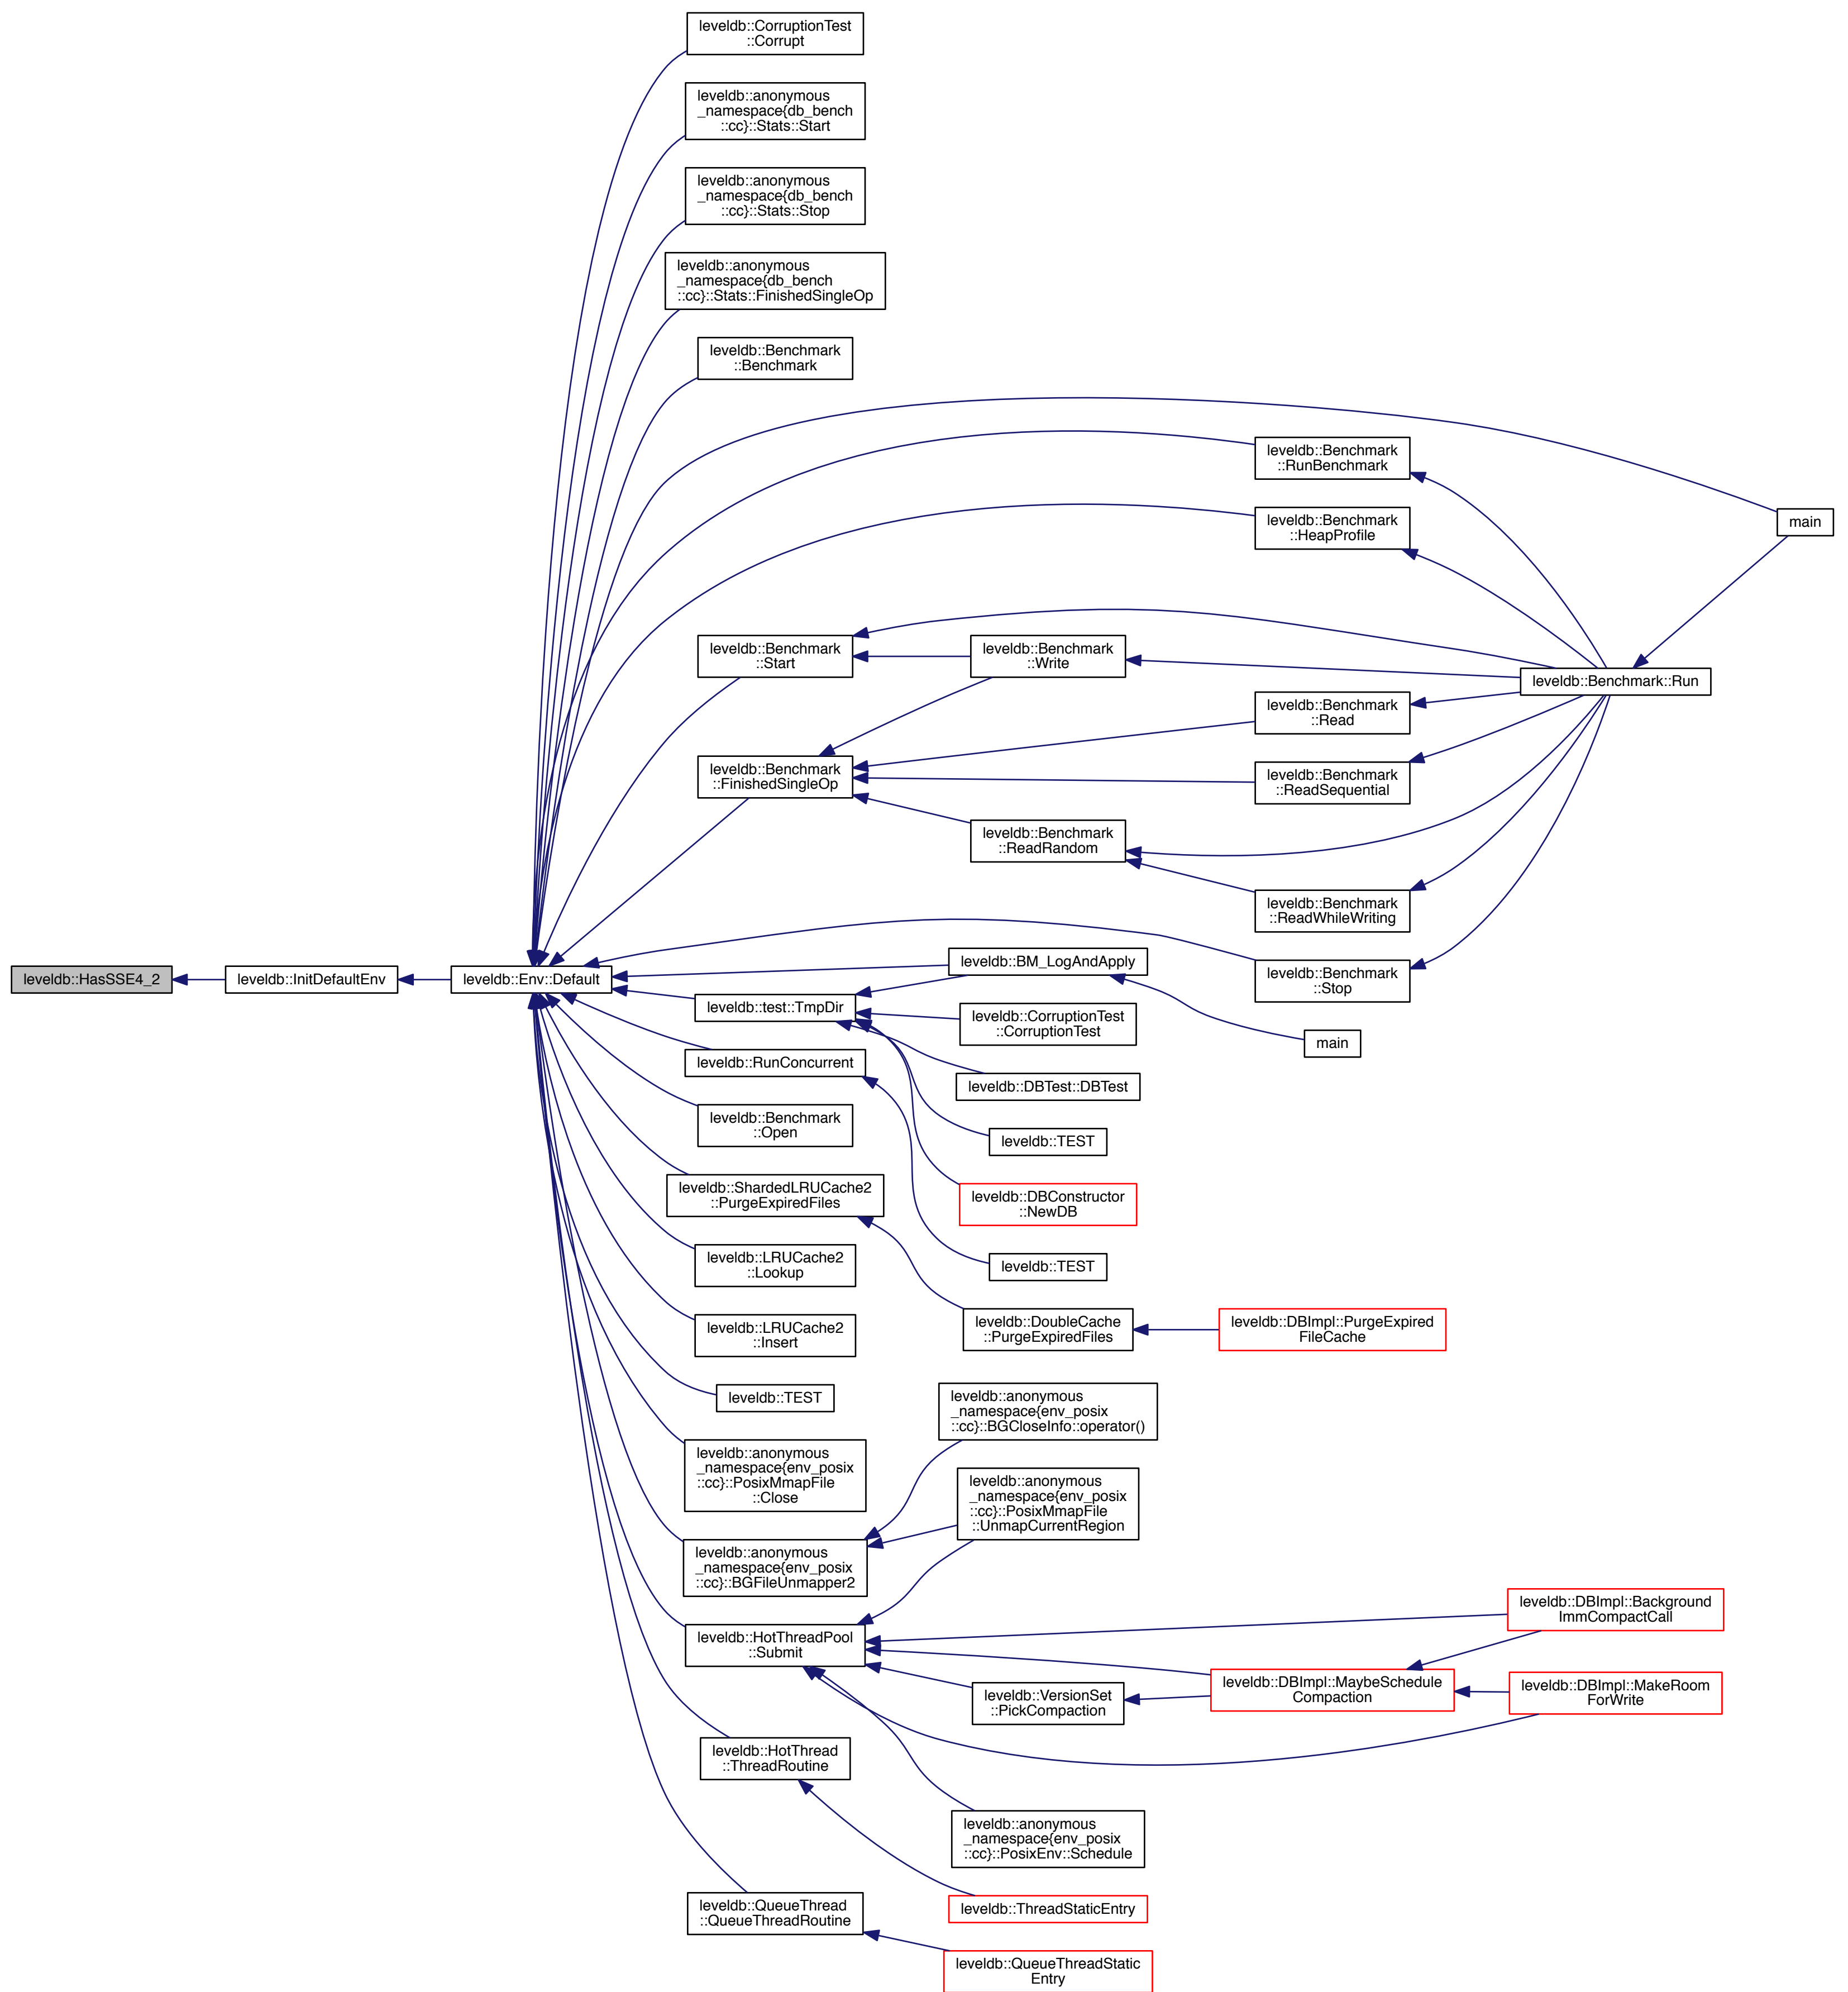 leveldb::CorruptionTest
::Corrupt
leveldb::anonymous
_namespace{db_bench
::cc}::Stats::Start
leveldb::anonymous
_namespace{db_bench
::cc}::Stats::Stop
leveldb::anonymous
_namespace{db_bench
::cc}::Stats::FinishedSingleOp
leveldb::Benchmark
::Benchmark
leveldb::Benchmark
::RunBenchmark
leveldb::Benchmark
::HeapProfile
main
leveldb::Benchmark
::Start
leveldb::Benchmark
::Write
leveldb::Benchmark::Run
leveldb::Benchmark
::Read
leveldb::Benchmark
::FinishedSingleOp
leveldb::Benchmark
::ReadSequential
leveldb::Benchmark
::ReadRandom
leveldb::Benchmark
::ReadWhileWriting
leveldb::HasSSE4_2
leveldb::InitDefaultEnv
leveldb::Env::Default
leveldb::BM_LogAndApply
leveldb::Benchmark
::Stop
leveldb::test::TmpDir
leveldb::CorruptionTest
::CorruptionTest
main
leveldb::RunConcurrent
leveldb::DBTest::DBTest
leveldb::Benchmark
::Open
leveldb::TEST
leveldb::ShardedLRUCache2
::PurgeExpiredFiles
leveldb::DBConstructor
::NewDB
leveldb::LRUCache2
::Lookup
leveldb::TEST
leveldb::LRUCache2
::Insert
leveldb::DoubleCache
::PurgeExpiredFiles
leveldb::DBImpl::PurgeExpired
FileCache
leveldb::TEST
leveldb::anonymous
_namespace{env_posix
::cc}::BGCloseInfo::operator()
leveldb::anonymous
_namespace{env_posix
::cc}::PosixMmapFile
::Close
leveldb::anonymous
_namespace{env_posix
::cc}::PosixMmapFile
::UnmapCurrentRegion
leveldb::anonymous
_namespace{env_posix
::cc}::BGFileUnmapper2
leveldb::HotThreadPool
::Submit
leveldb::DBImpl::Background
ImmCompactCall
leveldb::VersionSet
::PickCompaction
leveldb::DBImpl::MaybeSchedule
Compaction
leveldb::DBImpl::MakeRoom
ForWrite
leveldb::HotThread
::ThreadRoutine
leveldb::anonymous
_namespace{env_posix
::cc}::PosixEnv::Schedule
leveldb::QueueThread
::QueueThreadRoutine
leveldb::ThreadStaticEntry
leveldb::QueueThreadStatic
Entry